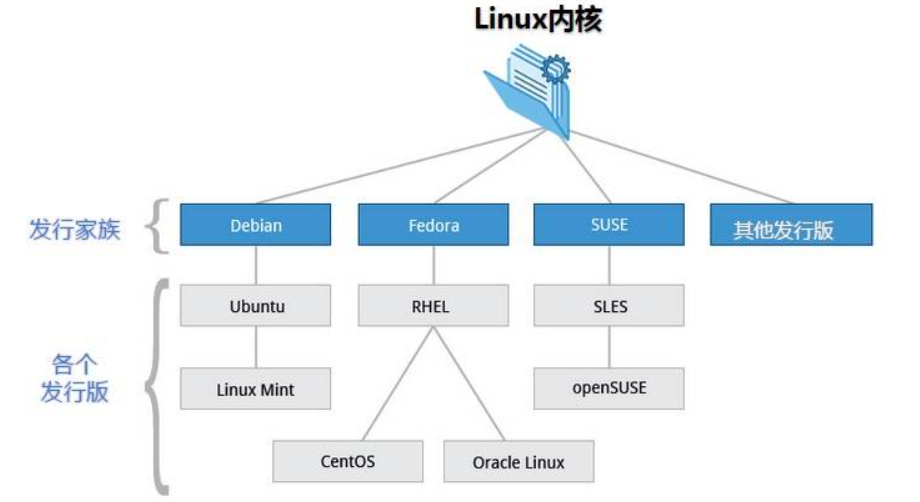 Linux内核
发行家族
Debian
Fedora
SUSE
其他发行版
各个
发行版
Ubuntu
RHEL
SLES
Linux Mint
openSUSE
CentOS
Oracle Linux